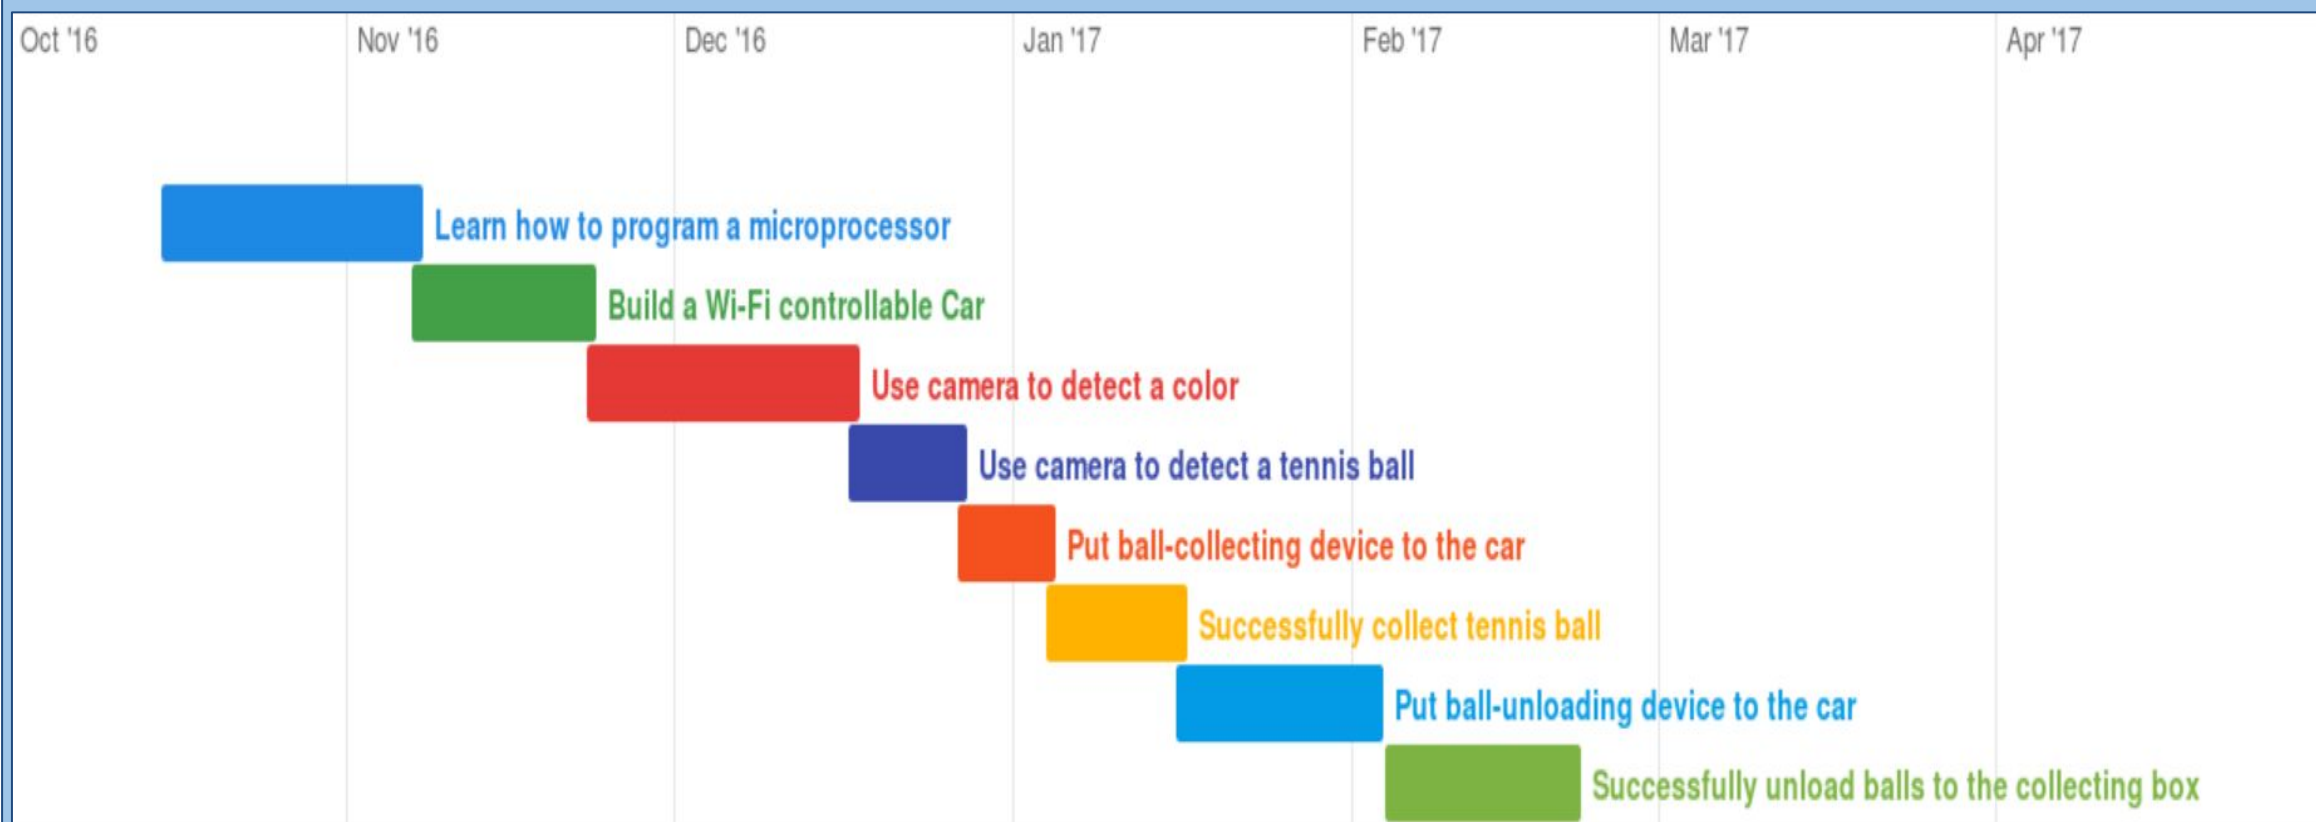 Oct '16 Nov '16 Dec '16 Jan '17 Feb '17 Mar '17 Apr '17
Learn how to program a microprocessor
Build a Wi-Fi controllable Car
Use camera to detect a color
Use camera to detect a tennis ball
Put ball-collecting device to the car
Successfully collect tennis ball
Put ball-unloading device to the car
Successfully unload balls to the collecting box